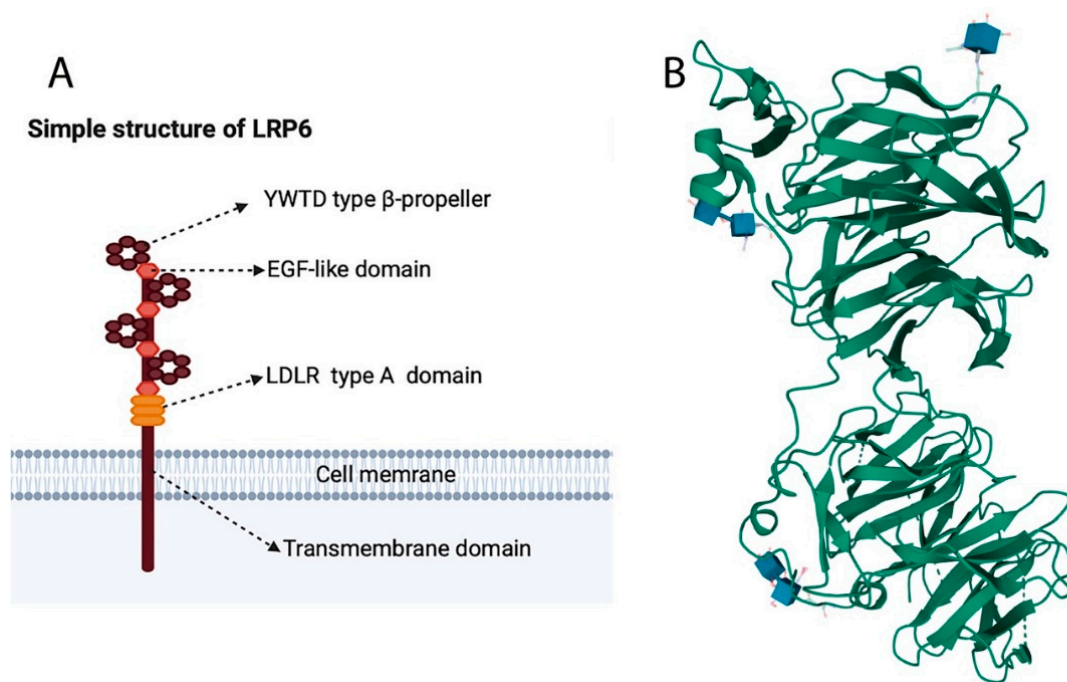 A
B
Simple structure of LRP6
YWTD type β-propeller
EGF-like domain
LDLR type A domain
Cell memrane
Transmembrane domain